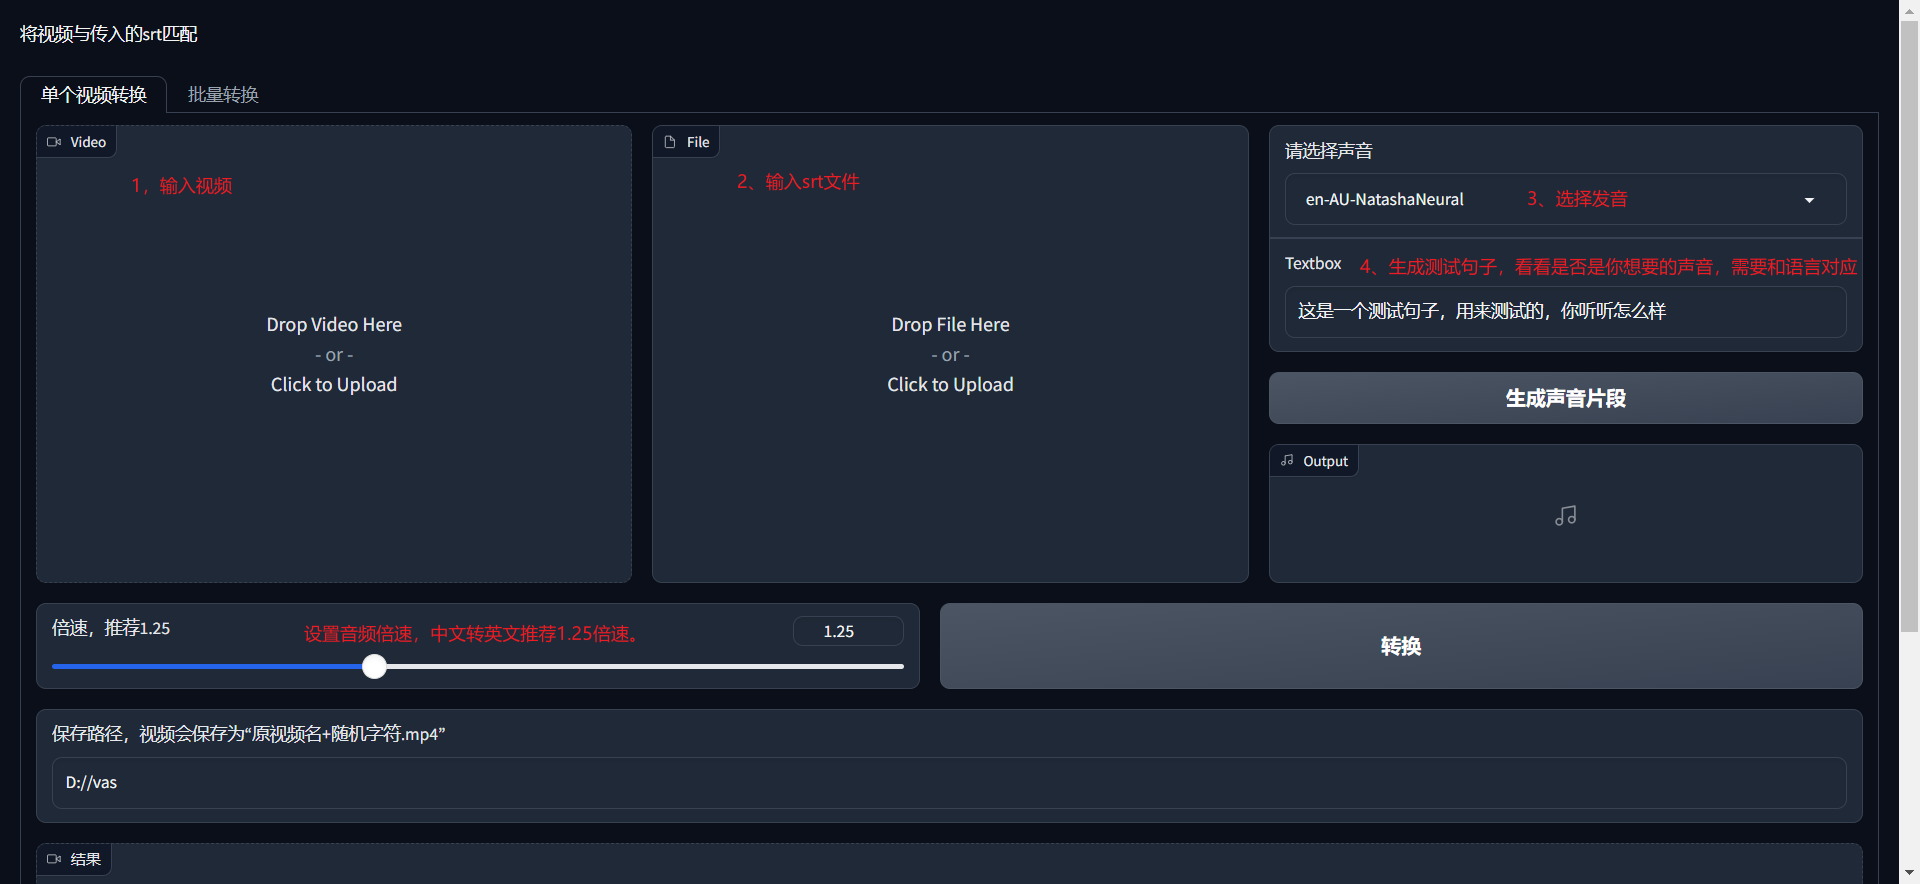 将视频与传入的srt匹配
单个视频转换
批量转换
Video
1，输入视频
Drop Video Here
- or -
Click to Upload
File
2、输入srt文件
Drop File Here
- or -
Click to Upload
请选择声音
en-AU-NatashaNeural
3、选择发音
Textbox
4、生成测试句子，看看是否是你想要的声音，需要和语言对应
这是一个测试句子，用来测试的，你听听怎么样
生成声音片段
Output
倍速，推荐1.25
设置音频倍速，中文转英文推荐1.25倍速。
1.25
转换
保存路径，视频会保存为“原视频名+随机字符.mp4”
D://vas
结果